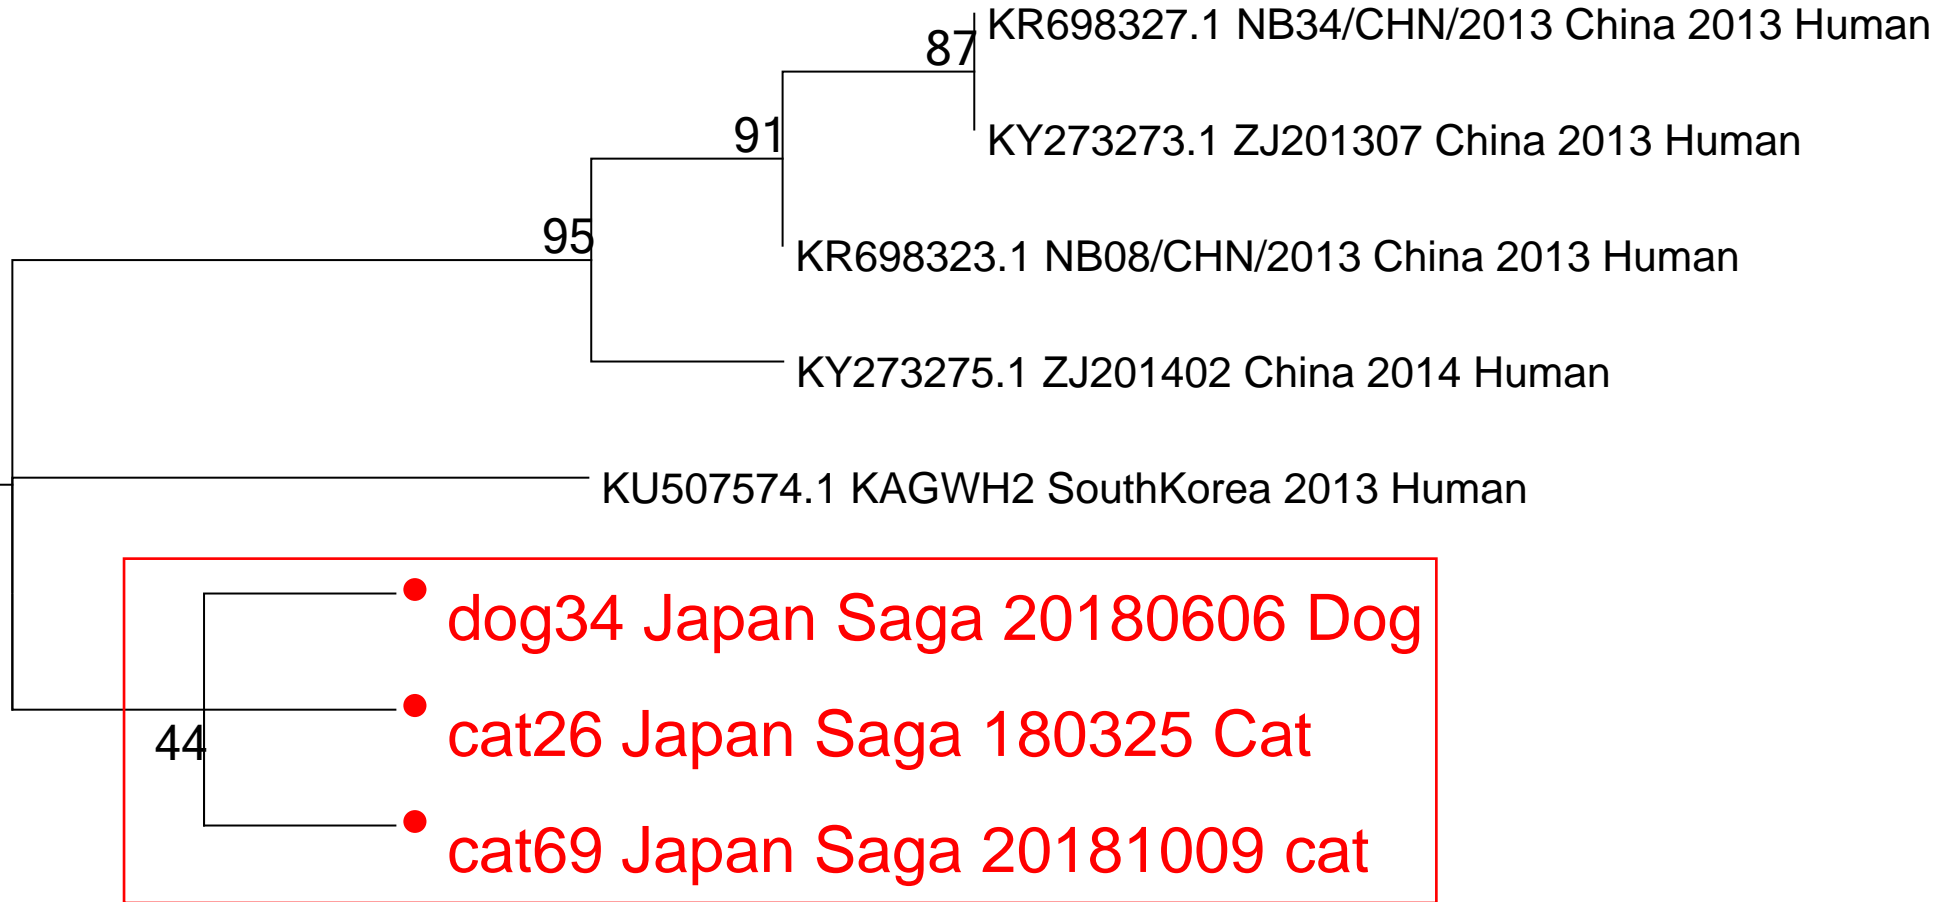 KR698327.1 NB34/CHN/2013 China 2013 Human
87
91
KY273273.1 ZJ201307 China 2013 Human
95
KR698323.1 NB08/CHN/2013 China 2013 Human
KY273275.1 ZJ201402 China 2014 Human
KU507574.1 KAGWH2 SouthKorea 2013 Human
dog34 Japan Saga 20180606 Dog
cat26 Japan Saga 180325 Cat
44
cat69 Japan Saga 20181009 cat